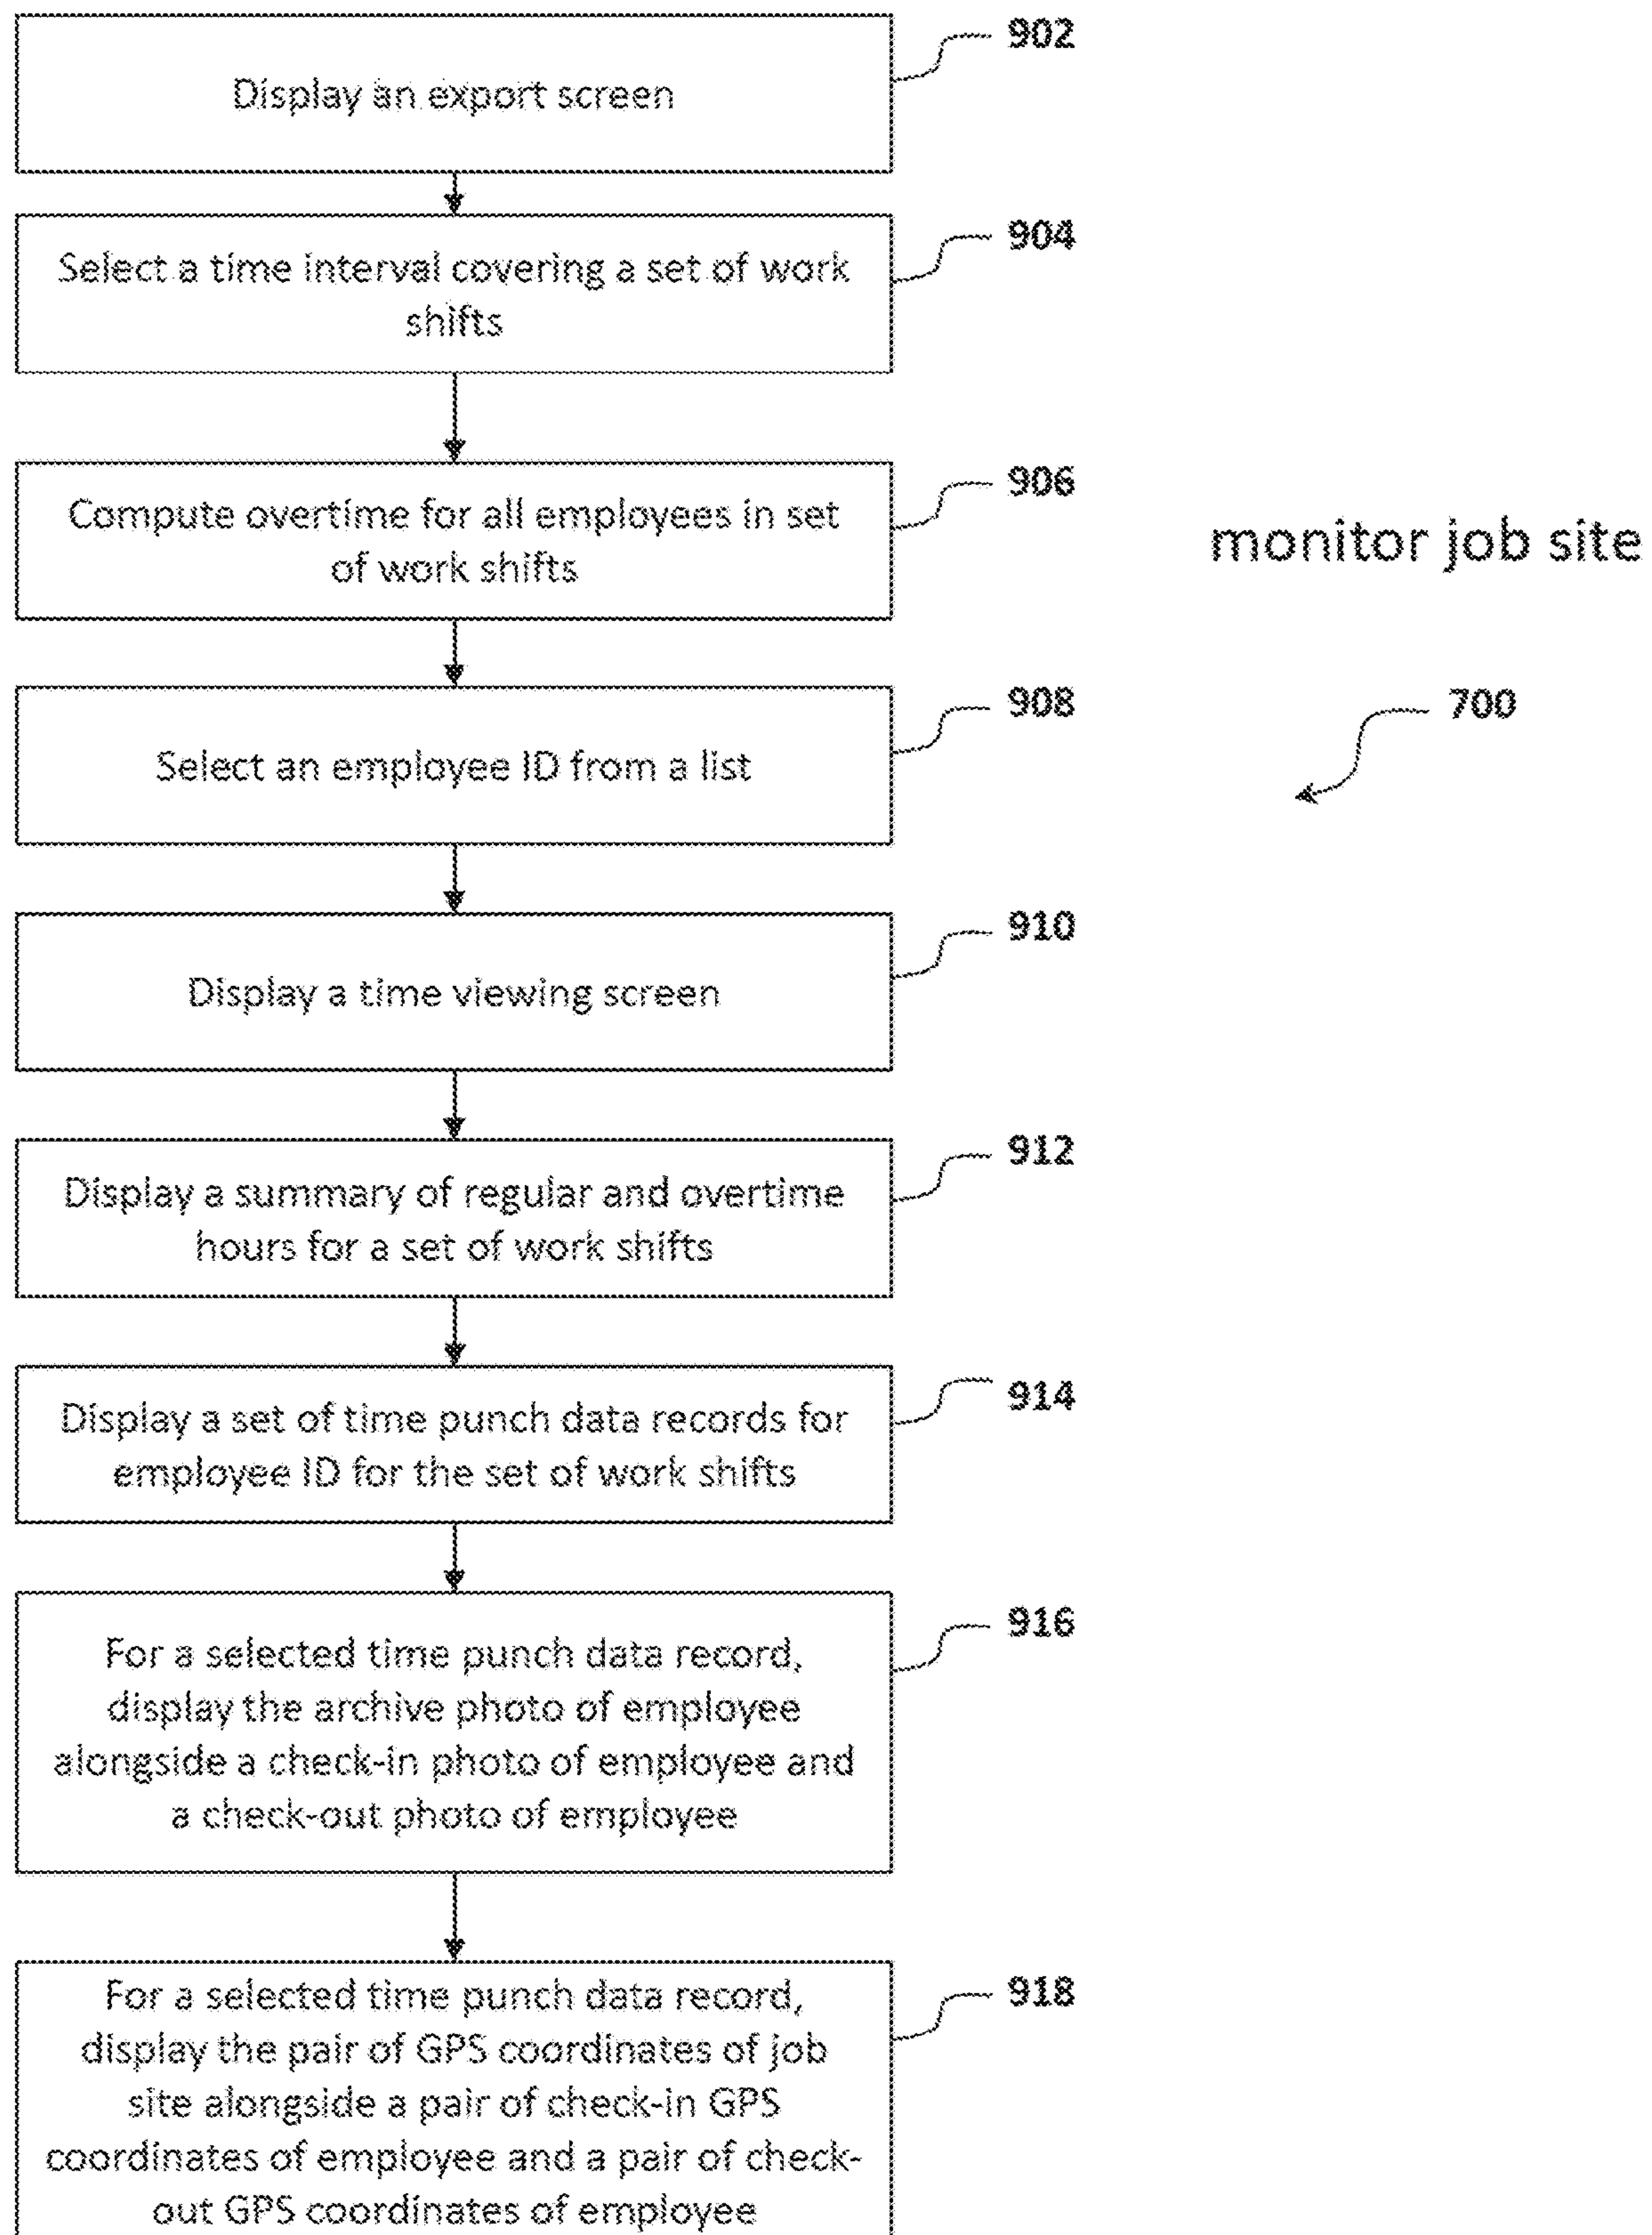 902
Display an export screen
904
Select a time interval covering a set of work
shifts
906
Compute overtime for all employees in set
of work shifts
monitor job site
908
700
Select an employee ID from a list
910
Display a time viewing screen
912
Display a summary of regular and overtime
hours for a set of work shifts
914
Display a set of time punch data records for
employee ID for the set of work shifts
916
For a selected time punch data record,
display the archive photo of employee
alongside a check-in photo of employee and
a check-out photo of employee
918
For a selected time punch data record,
display the pair of GPS coordinates of job
site alongside a pair of check-in GPS
coordinates of employee and a pair of check-
out GPS coordinates of employee